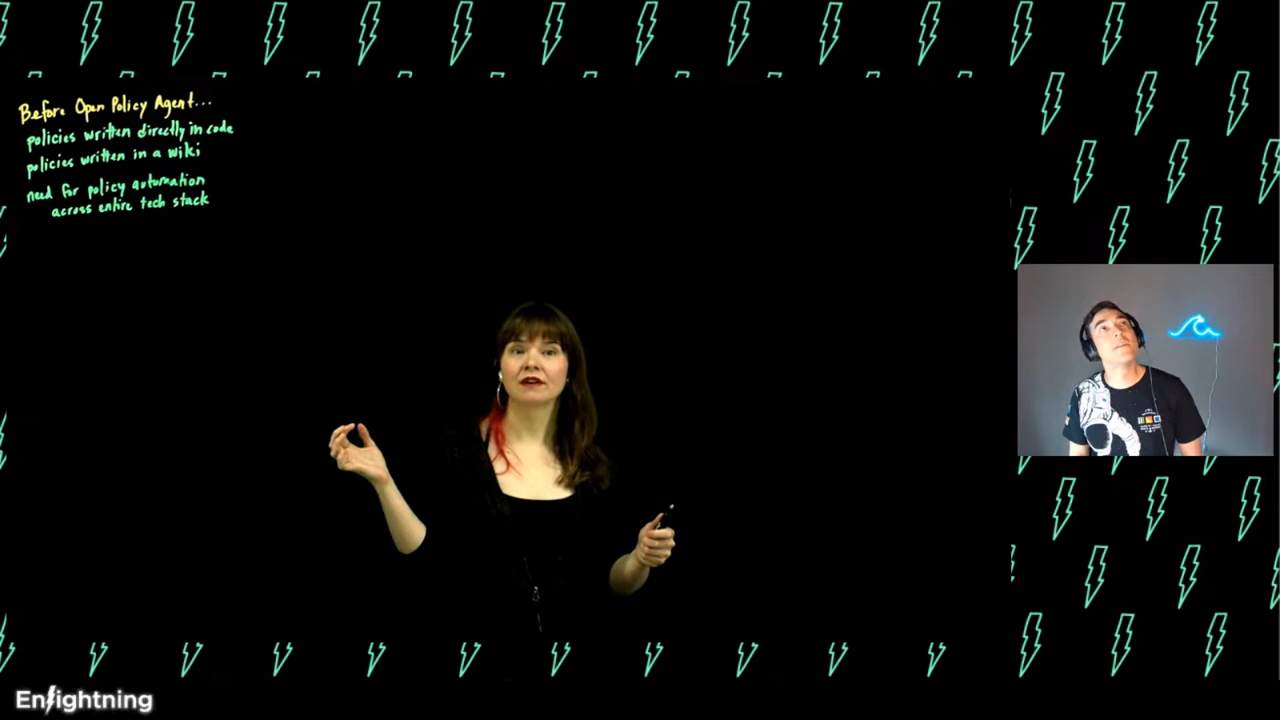 Before Open Policy Agent...
policies written directly in code
policies written in a wiki
need for policy automation
across entire tech stack
Enlightning